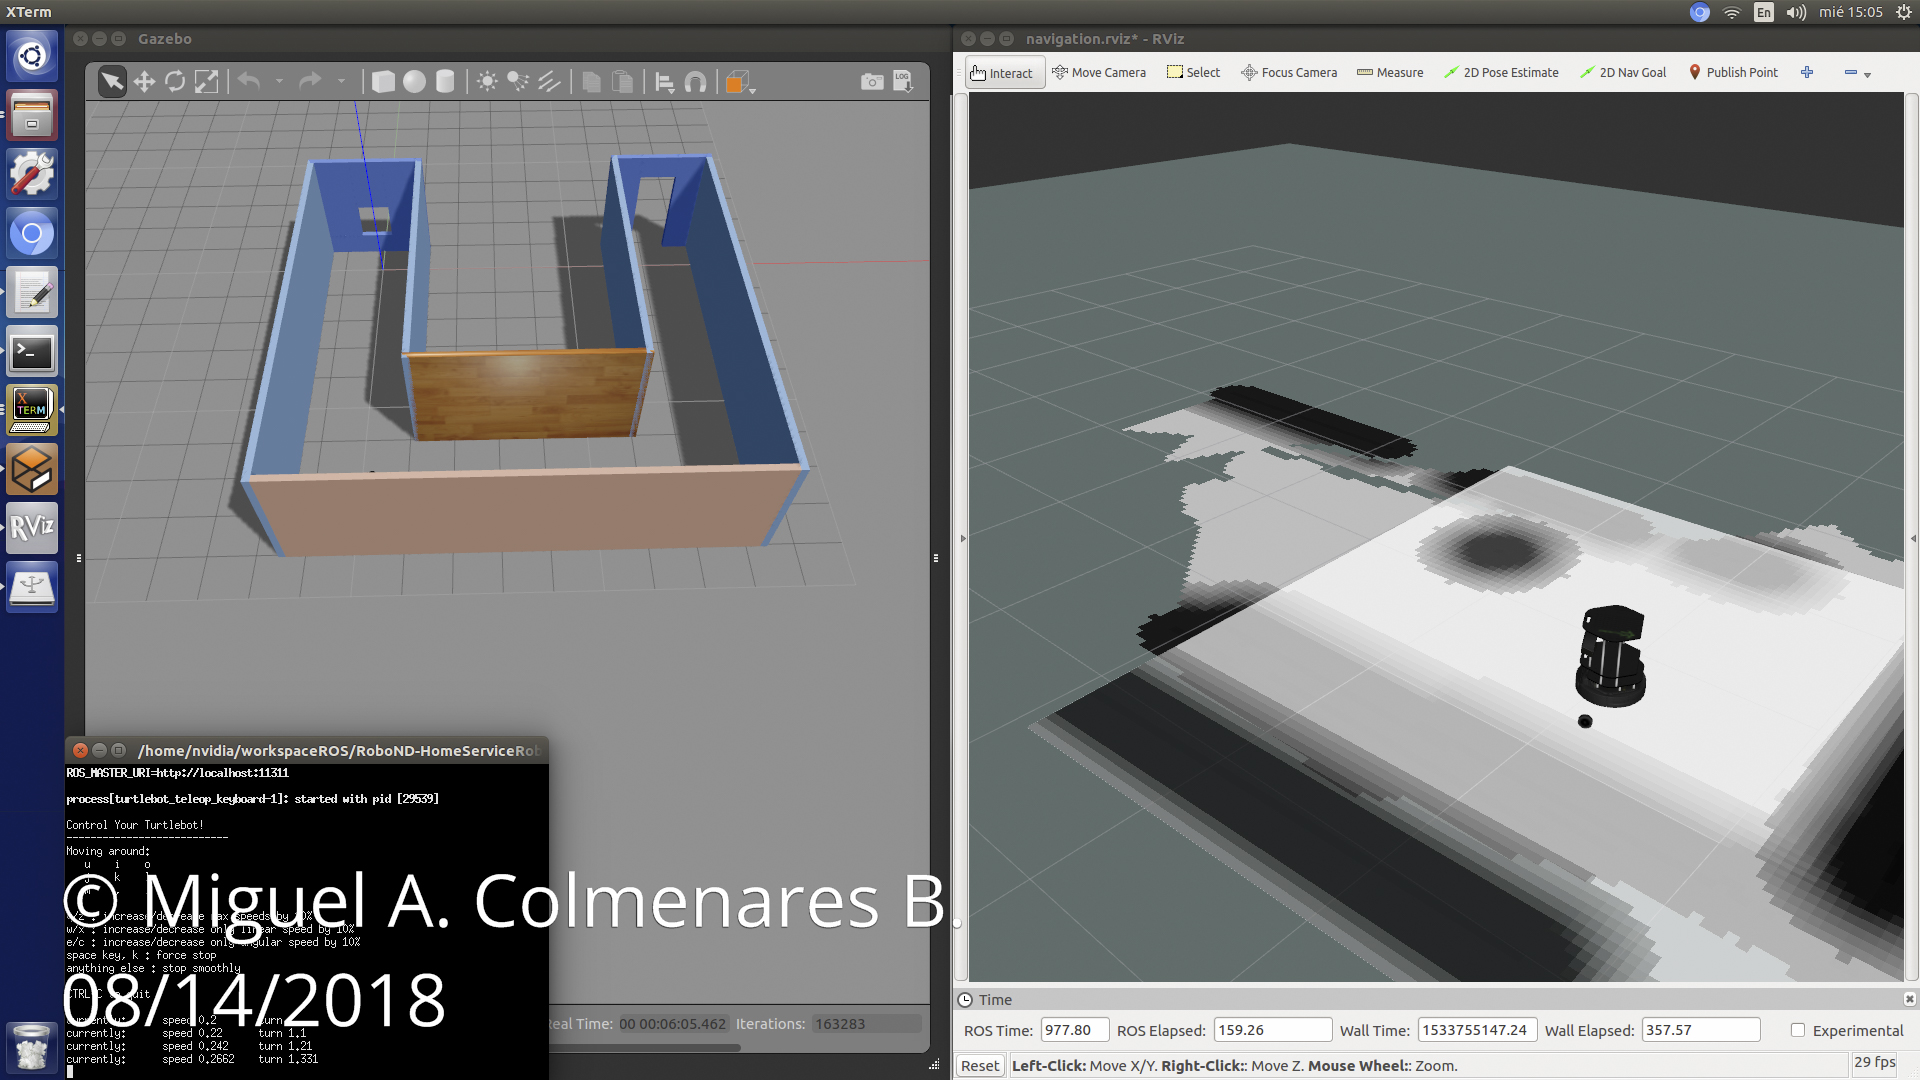 XTerm
En
mié 15:05
Gazebo
LOG
navigation.rviz* - RViz
Interact
Move Camera
Select
Focus Camera
Measure
2D Pose Estimate
2D Nav Goal
Publish Point
X TERM
RViz
/home/nvidia/workspaceROS/RoboND-HomeServiceRob
ROS_MASTER_URI=http://localhost:11311
process[turtlebot_teleop_keyboard-1]: started with pid [29539]
Control Your Turtlebot!
---------------------------
Moving around:
u i o
k
© Miguel A. Colmenares B.
: increase/decrease max speeds by 10%
w/x : increase/decrease only linear speed by 10%
e/c : increase/decrease only angular speed by 10%
space key, k : force stop
anything else : stop smoothly
08/14/2018
quit
currently: speed 0.2 turn
currently: speed 0.22 turn 1.1
currently: speed 0.242 turn 1.21
currently: speed 0.2662 turn 1.331
Real Time: 00 00:06:05.462 Iterations: 163283
Time
ROS Time: 977.80 ROS Elapsed: 159.26 Wall Time: 1533755147.24 Wall Elapsed: 357.57 Experimental
Reset Left-Click: Move X/Y. Right-Click:: Move Z. Mouse Wheel:: Zoom. 29 fps